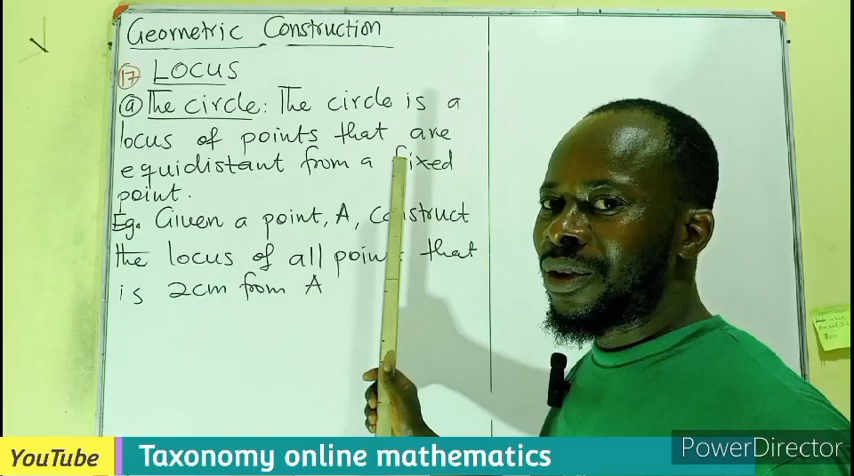 Geometric Construction
17 LOCUS
a The circle: The circle is a
locus of points that are
equidistant from a fixed
point.
Eg. Given a point, A, construct
the locus of all points that
is 2cm from A
YouTube Taxonomy online mathematics
PowerDirector